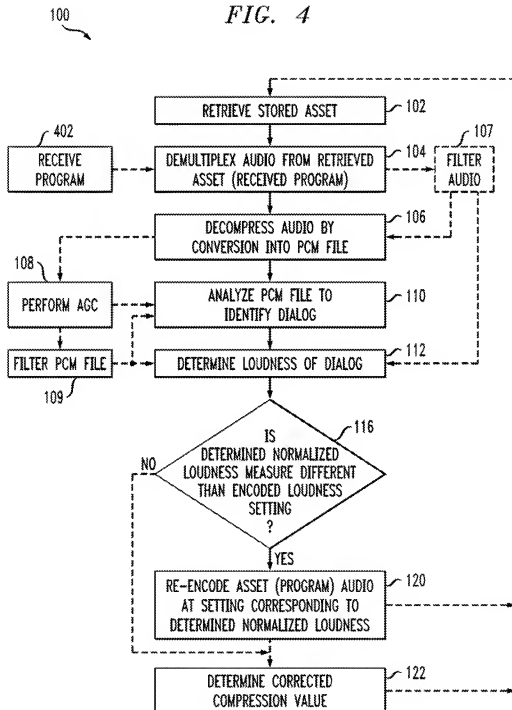 FIG. 4
100
RETRIEVE STORED ASSET
102
402
RECEIVE
PROGRAM
DEMULTIPLEX AUDIO FROM RETRIEVED
ASSET (RECEIVED PROGRAM)
104
107
FILTER
AUDIO
DECOMPRESS AUDIO BY
CONVERSION INTO PCM FILE
106
108
PERFORM AGC
ANALYZE PCM FILE TO
IDENTIFY DIALOG
110
FILTER PCM FILE
109
DETERMINE LOUDNESS OF DIALOG
112
116
IS
DETERMINED NORMALIZED
LOUDNESS MEASURE DIFFERENT
THAN ENCODED LOUDNESS
SETTING
?
NO
YES
RE-ENCODE ASSET (PROGRAM) AUDIO
AT SETTING CORRESPONDING TO
DETERMINED NORMALIZED LOUDNESS
120
DETERMINE CORRECTED
COMPRESSION VALUE
122